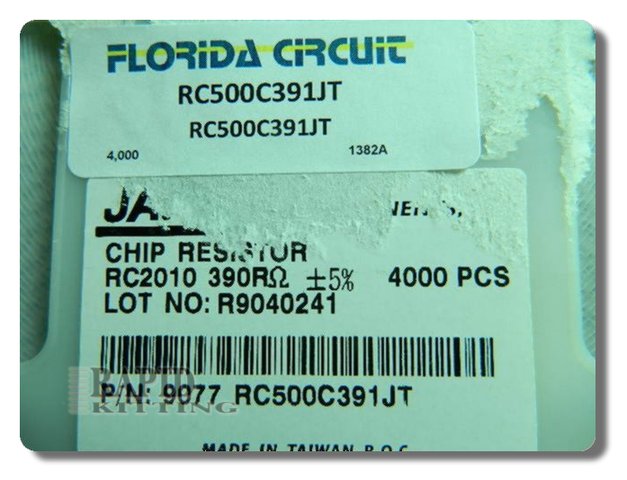 FLORIDA CIRCUIT
RC500C391JT
RC500C391JT
4,000 1382A
CHIP RESISTOR
RC2010 390RΩ ±5% 4000 PCS
LOT NO: R9040241
P/N: 9077 RC500C391JT
RAPID
KITTING
MADE IN TAIWAN R.O.C